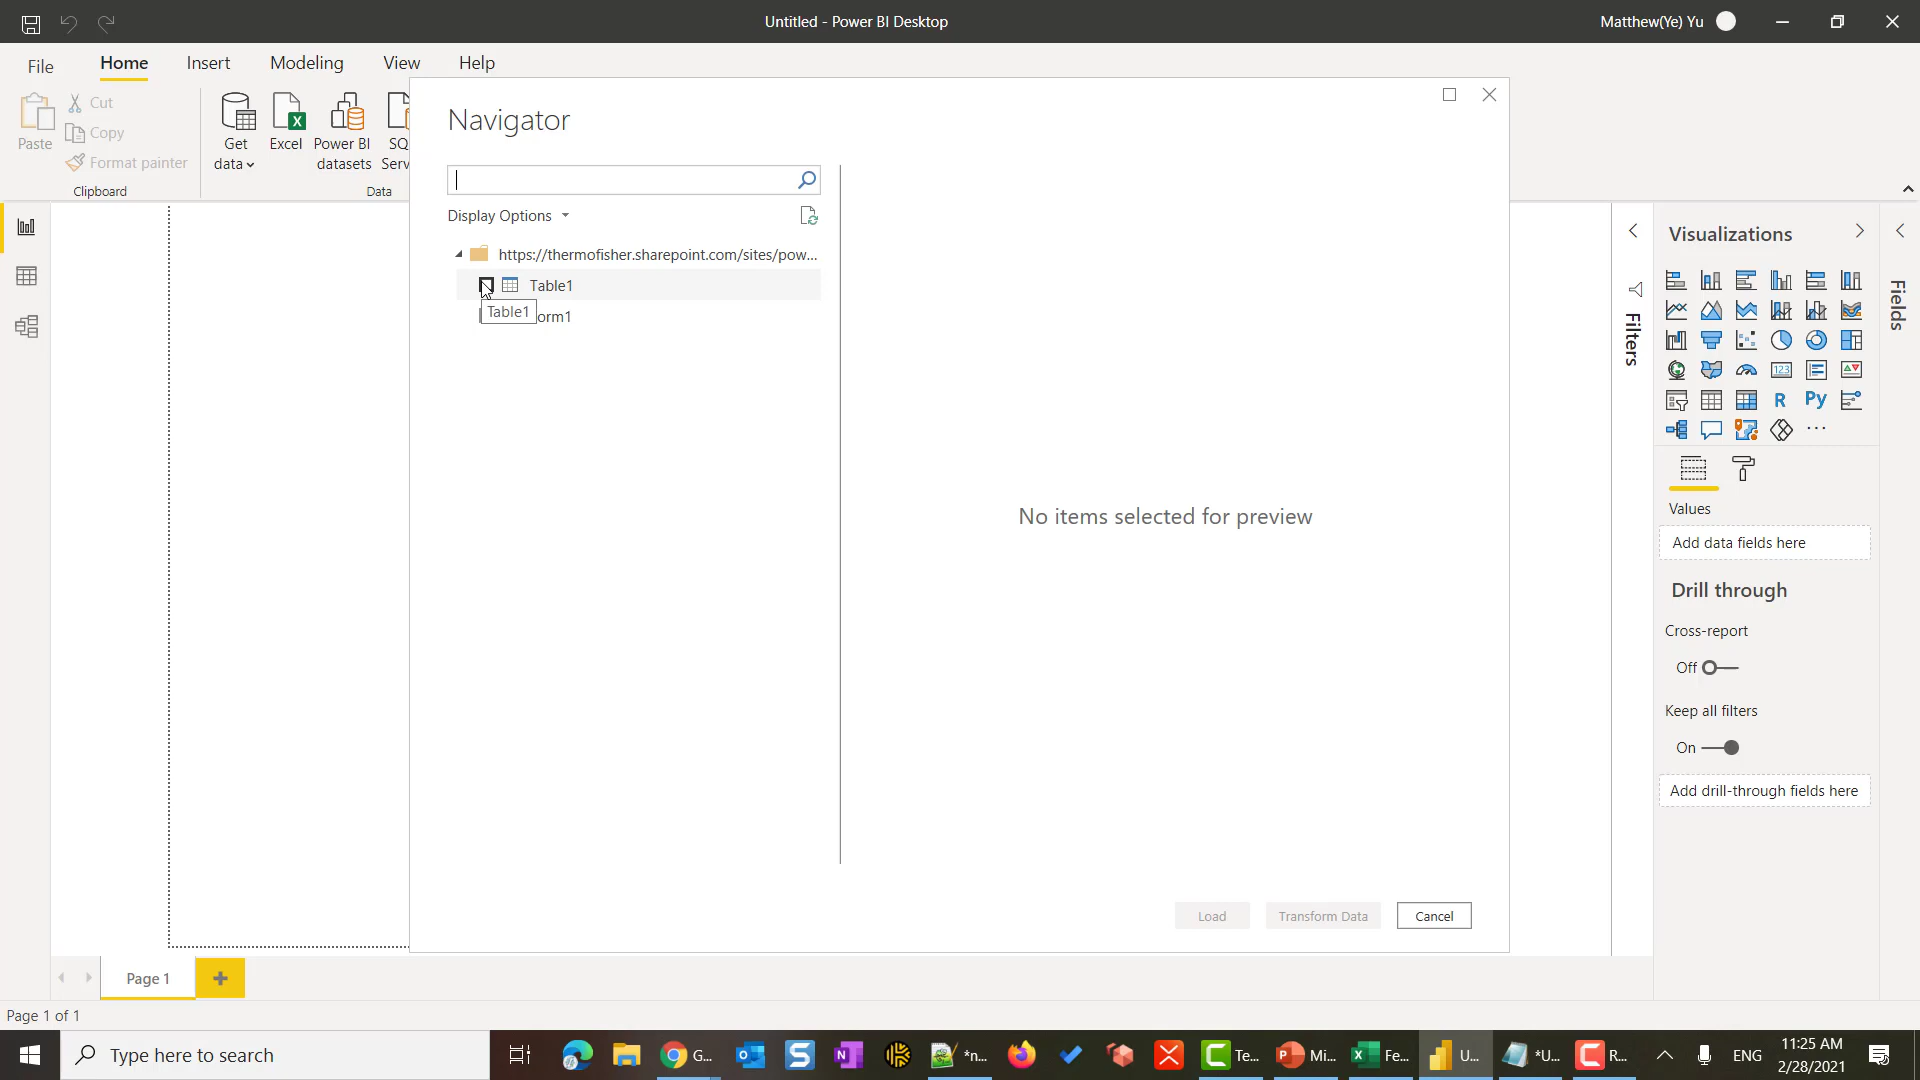 Untitled - Power BI Desktop
Matthew(Ye) Yu
File
Home
Insert
Modeling
View
Help
Paste
Cut
Copy
Format painter
Clipboard
Get
data
Excel
Power BI
datasets
SQ
Serv
Data
Navigator
Display Options
https://thermofisher.sharepoint.com/sites/pow...
Table1
Table1
orm1
No items selected for preview
Load
Transform Data
Cancel
Filters
Visualizations
123
R
Py
...
Values
Add data fields here
Drill through
Cross-report
Off
Keep all filters
On
Add drill-through fields here
Fields
Page 1
Page 1 of 1
Type here to search
G...
*n...
Te...
Mi...
Fe...
U...
*U...
R...
ENG
11:25 AM
2/28/2021